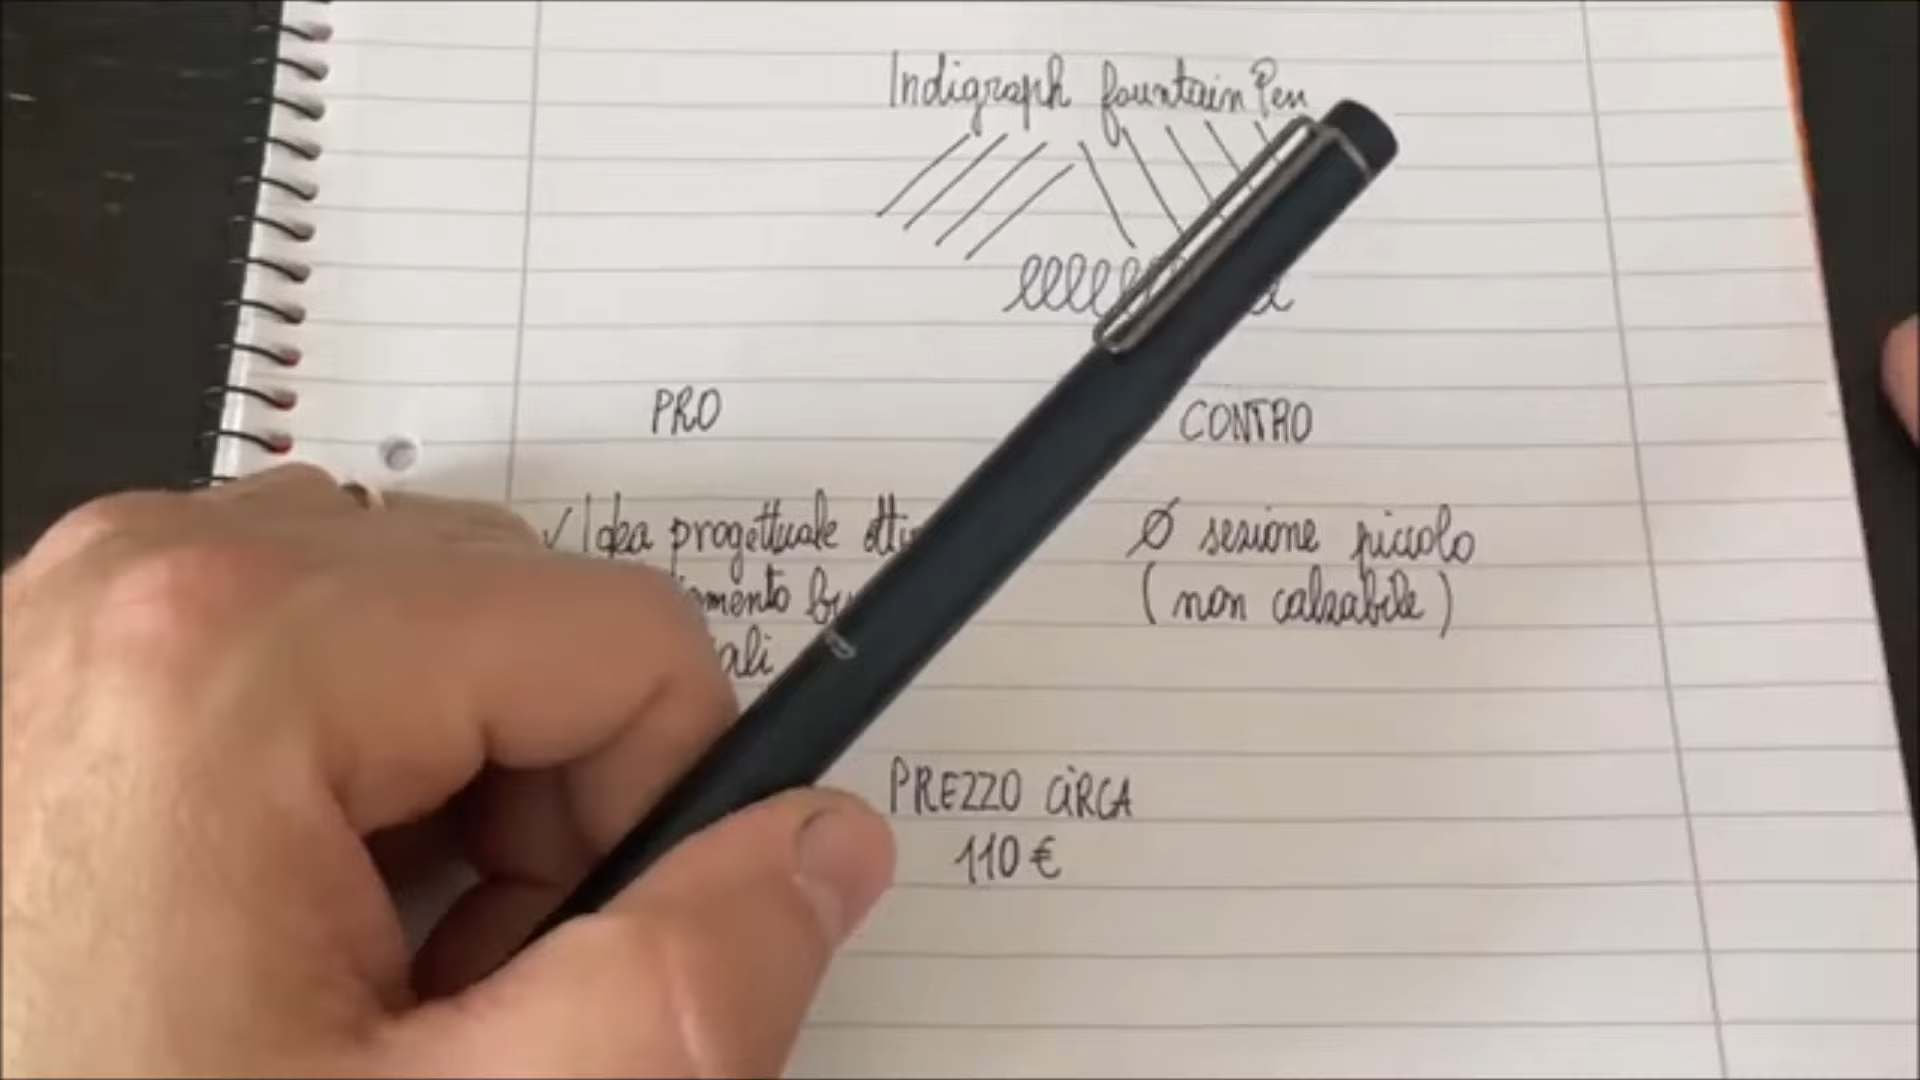 Indigraph fountain Pen
PRO
CONTRO
✓ Idea progettuale
Ø sezione piccolo
(non calzabile)
PREZZO CIRCA
110 €